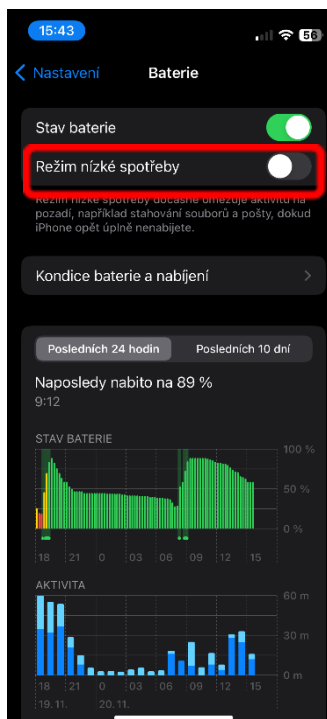 15:43
56
Nastavení
Baterie
Stav baterie
Režim nízké spotřeby
Režim nízké spotřeby dočasně omezuje aktivitu na
pozadí, například stahování souborů a pošty, dokud
iPhone opět úplně nenabijete.
Kondice baterie a nabíjení
Posledních 24 hodin
Posledních 10 dní
Naposledy nabito na 89 %
9:12
STAV BATERIE
100 %
50 %
0 %
18 21 0 03 06 09 12 15
AKTIVITA
60 m
30 m
0 m
18 21 0 03 06 09 12 15
19. 11. 20. 11.